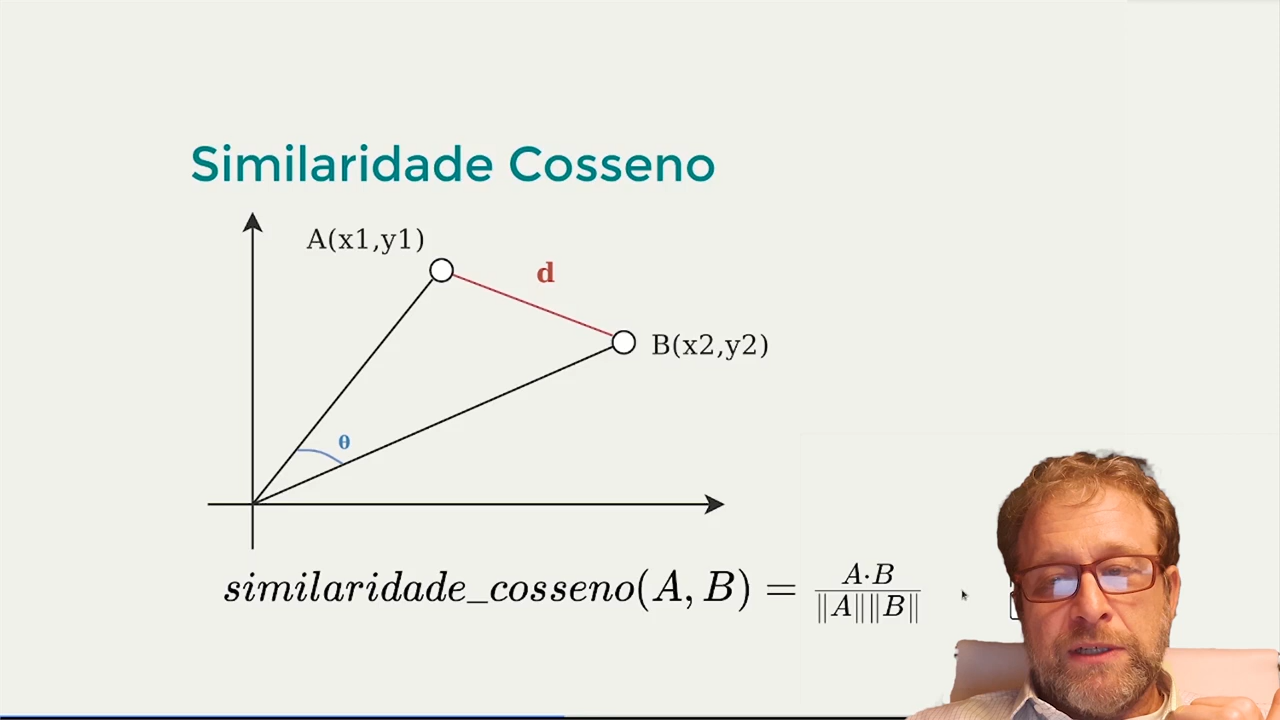 Similaridade Cosseno
A(x1,y1)
d
B(x2,y2)
θ
similaridade_cosseno(A, B) = A·B / ‖A‖‖B‖